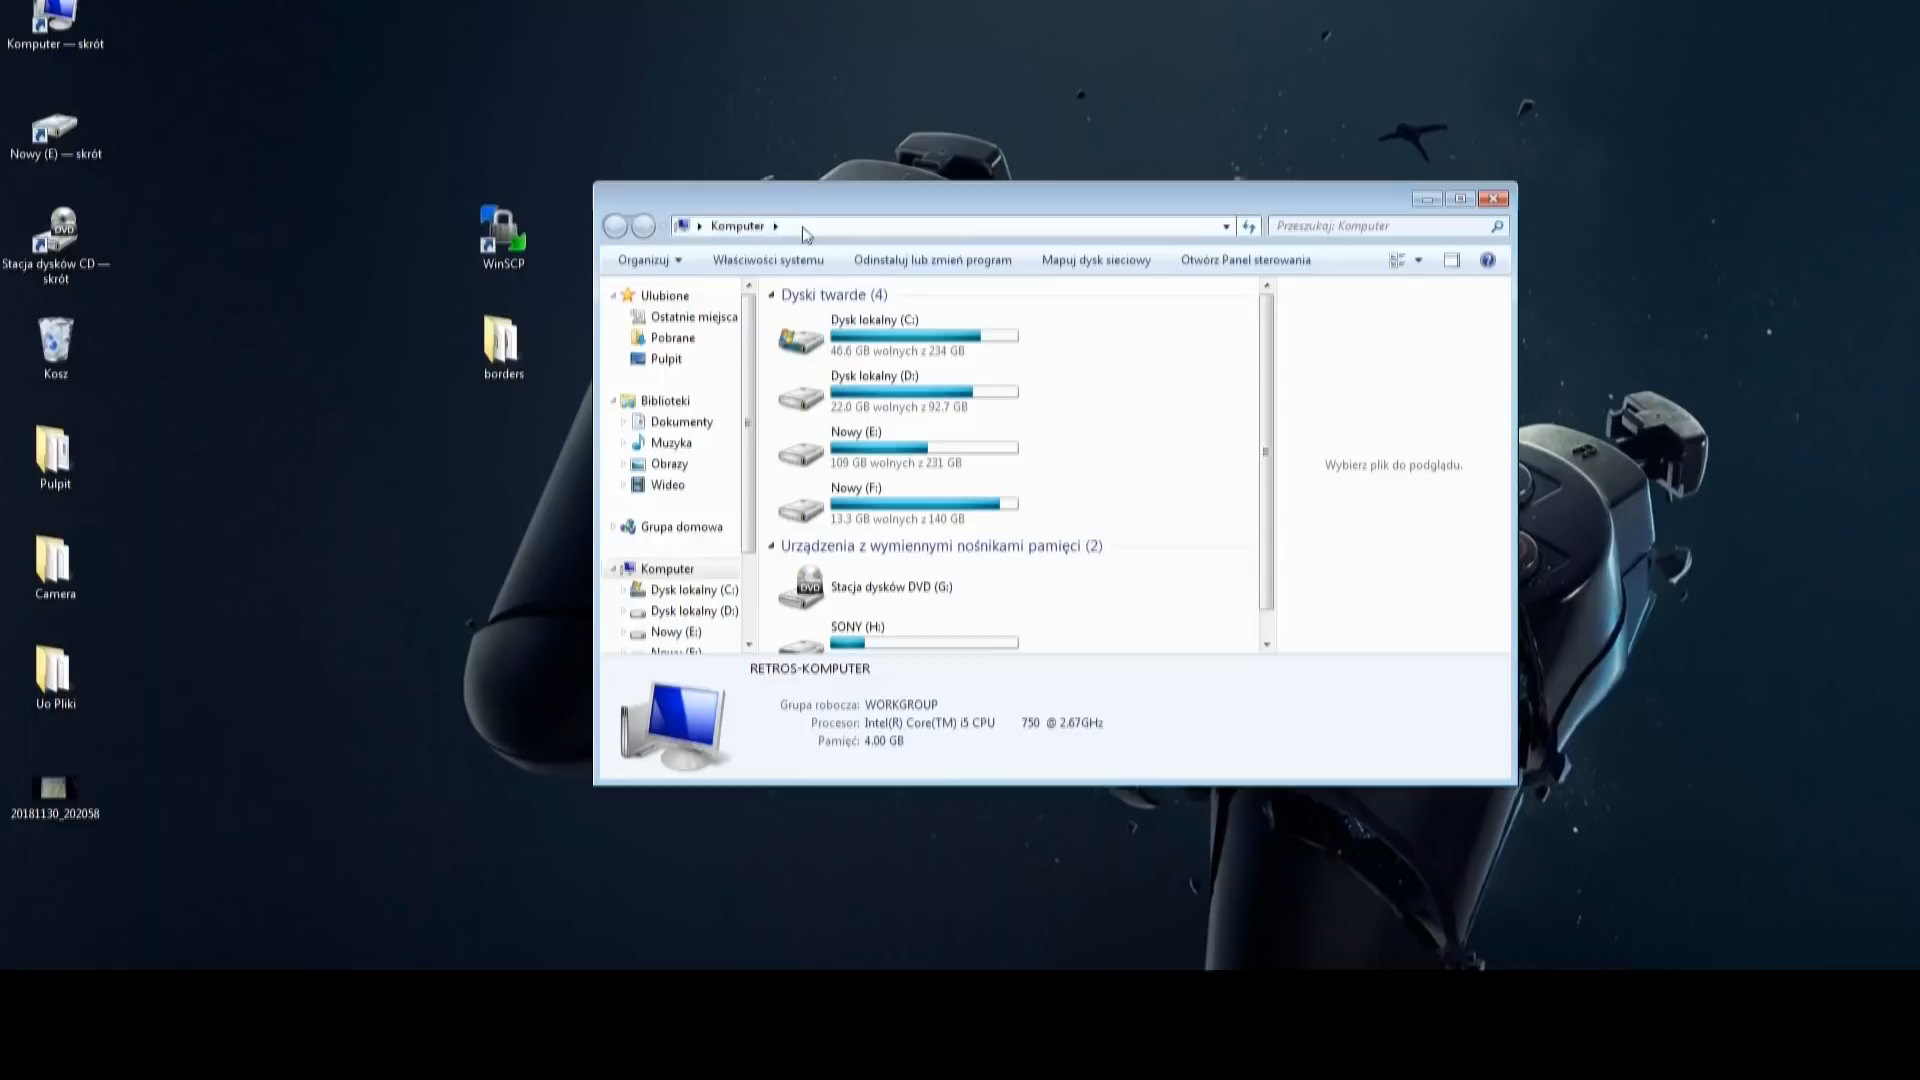 Komputer — skrót
Nowy (E) — skrót
DVD
Stacja dysków CD —
skrót
Kosz
Pulpit
Camera
Uo Pliki
20181130_202058
WinSCP
borders
Komputer
Przeszukaj: Komputer
Organizuj
Właściwości systemu
Odinstaluj lub zmień program
Mapuj dysk sieciowy
Otwórz Panel sterowania
Ulubione
Ostatnie miejsca
Pobrane
Pulpit
Biblioteki
Dokumenty
Muzyka
Obrazy
Wideo
Grupa domowa
Komputer
Dysk lokalny (C:)
Dysk lokalny (D:)
Nowy (E:)
Nowy (F:)
Dyski twarde (4)
Dysk lokalny (C:)
46.6 GB wolnych z 234 GB
Dysk lokalny (D:)
22.0 GB wolnych z 92.7 GB
Nowy (E:)
109 GB wolnych z 231 GB
Nowy (F:)
13.3 GB wolnych z 140 GB
Urządzenia z wymiennymi nośnikami pamięci (2)
DVD
Stacja dysków DVD (G:)
SONY (H:)
Wybierz plik do podglądu.
RETROS-KOMPUTER
Grupa robocza: WORKGROUP
Procesor: Intel(R) Core(TM) i5 CPU 750 @ 2.67GHz
Pamięć: 4.00 GB